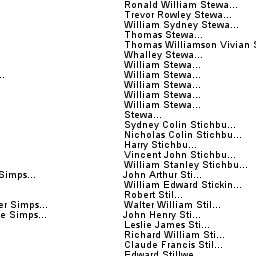 Ronald William Stewa...
Trevor Rowley Stewa...
William Sydney Stewa...
Thomas Stewa...
Thomas Williamson Vivian
Whalley Stewa...
William Stewa...
... William Stewa...
William Stewa...
William Stewa...
William Stewa...
Stewa...
Sydney Colin Stichbu...
Nicholas Colin Stichbu...
Harry Stichbu...
Vincent John Stichbu...
William Stanley Stichbu...
Simps... John Arthur Sti...
William Edward Stickin...
Robert Stil...
er Simps... Walter William Stil...
e Simps... John Henry Sti...
Leslie James Sti...
Richard William Sti...
Claude Francis Stil...
Edward Stillwe...